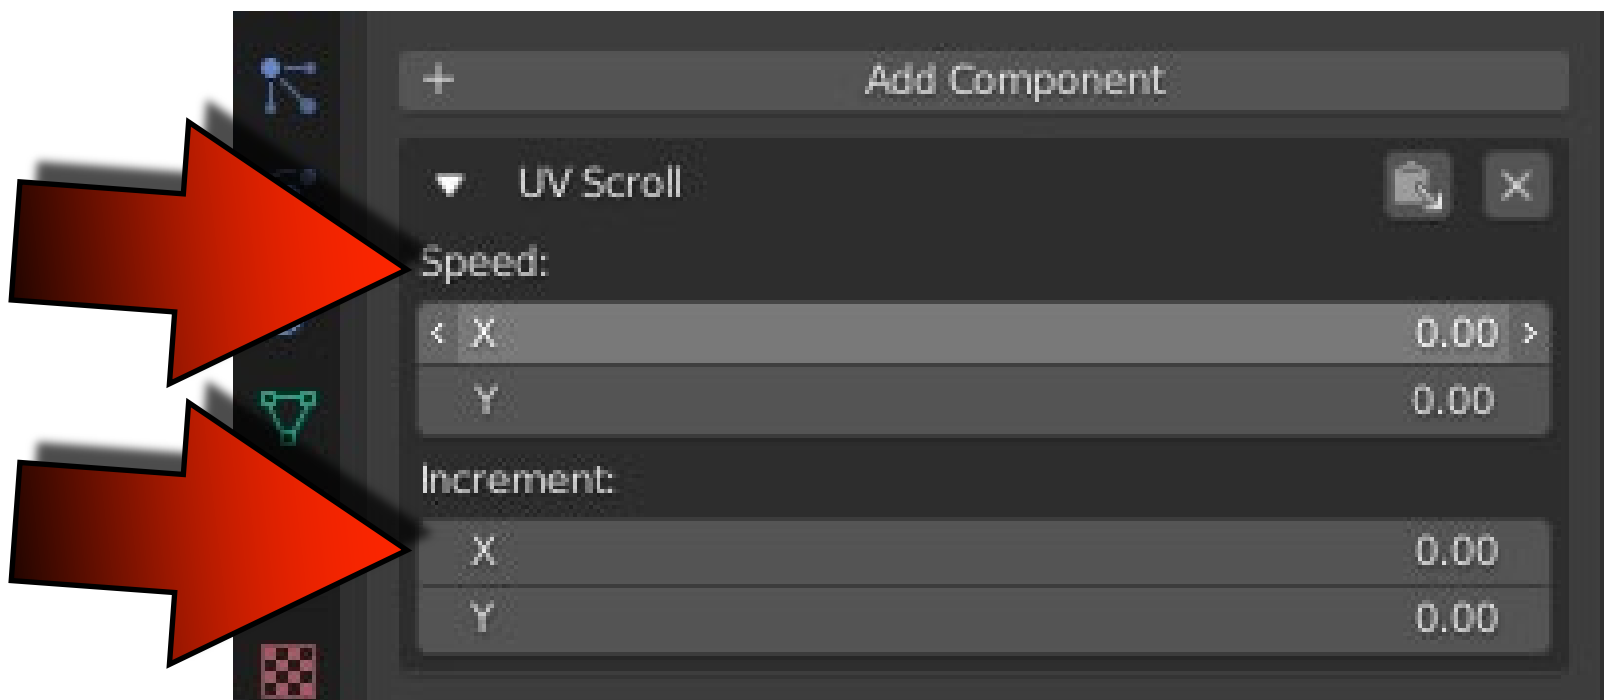 + Add Component
UV Scroll
Speed:
X 0.00
Y 0.00
Increment:
X 0.00
Y 0.00